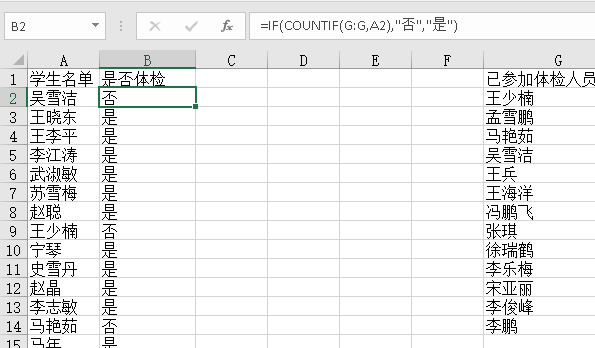 B2 fx =IF(COUNTIF(G:G,A2),"否","是")
A B C D E F G
1 学生名单 是否体检 已参加体检人员
2 吴雪洁 否 王少楠
3 王晓东 是 孟雪鹏
4 王李平 是 马艳茹
5 李江涛 是 吴雪洁
6 武淑敏 是 王兵
7 苏雪梅 是 王海洋
8 赵聪 是 冯鹏飞
9 王少楠 否 张琪
10 宁琴 是 徐瑞鹤
11 史雪丹 是 李乐梅
12 赵晶 是 宋亚丽
13 李志敏 是 李俊峰
14 马艳茹 否 李鹏
15 马年 是